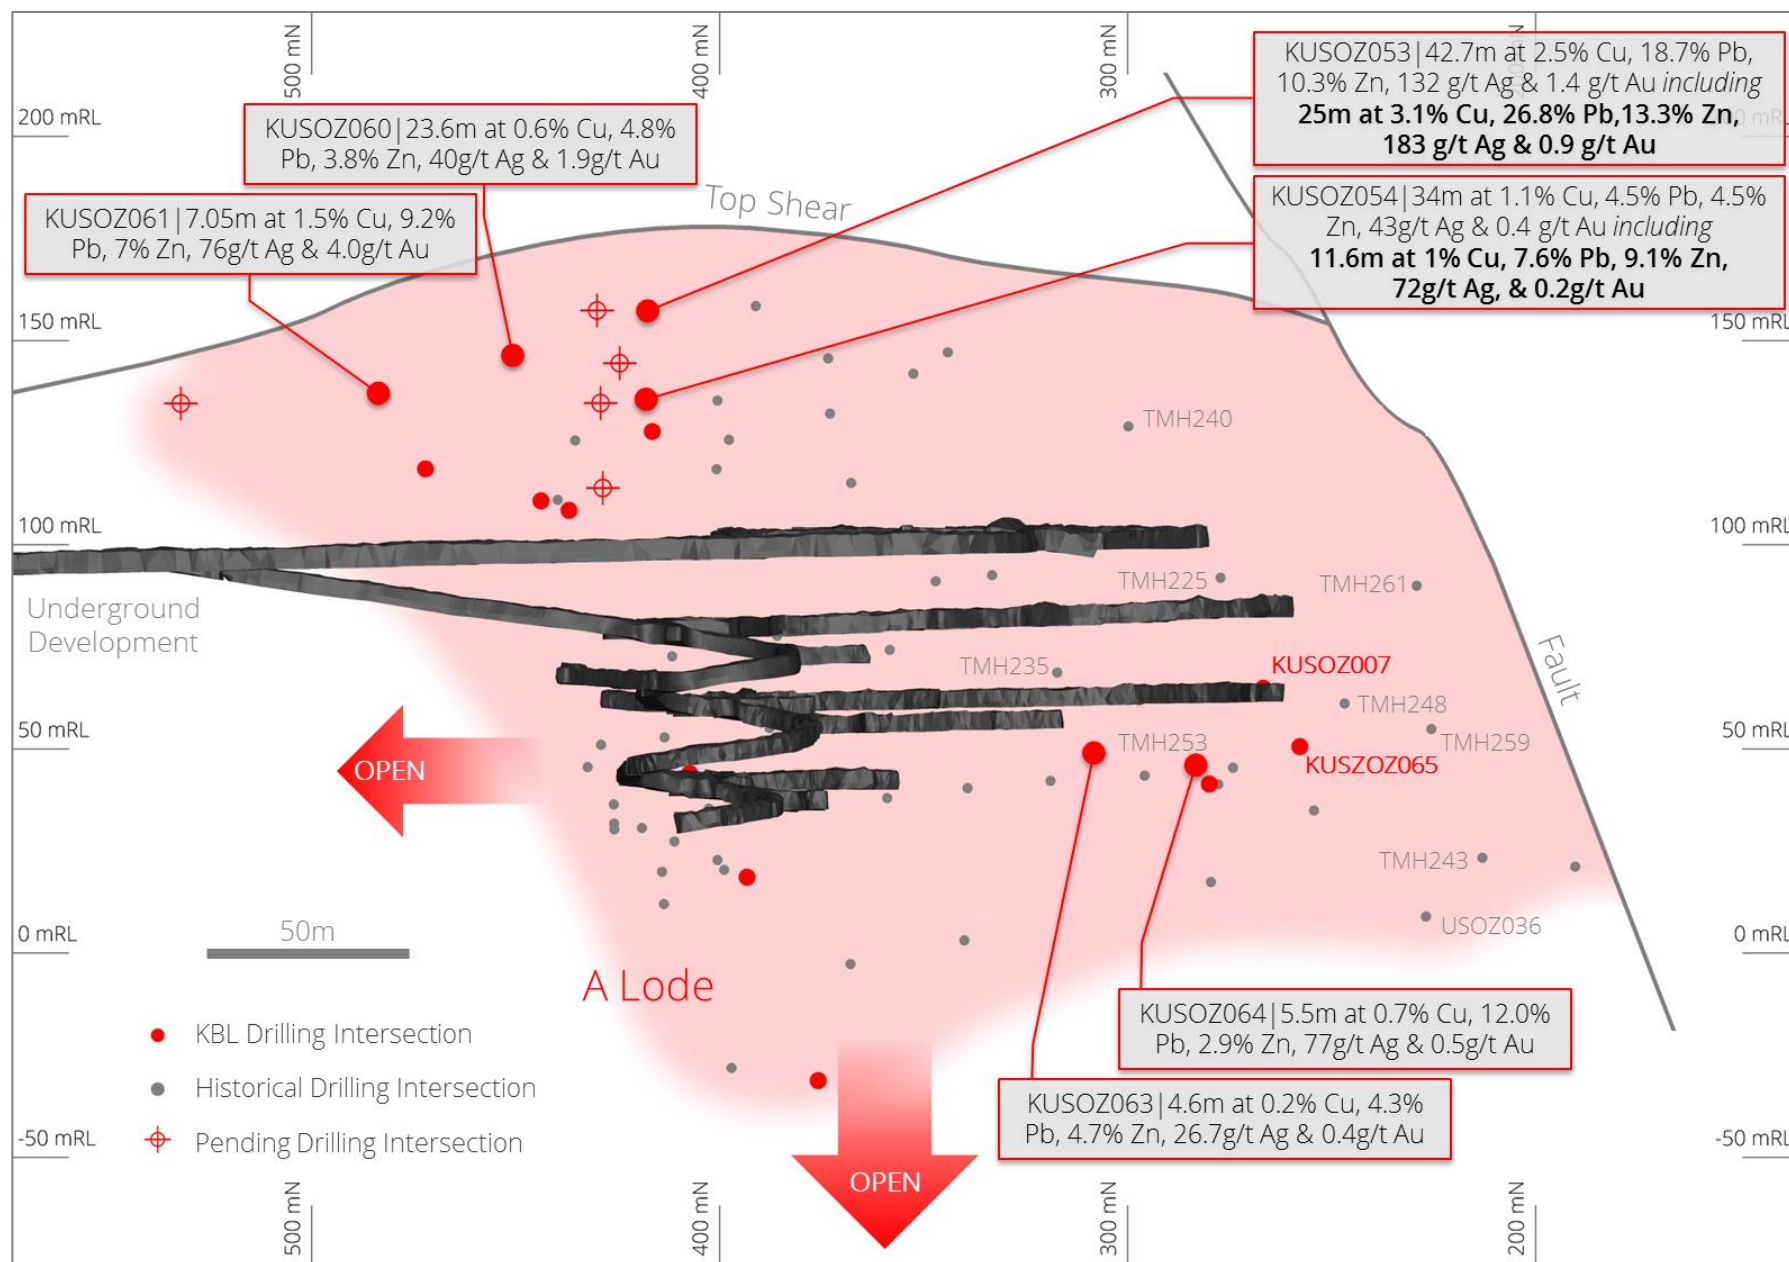 500 mN
400 mN
300 mN
200 mN
KUSOZ053|42.7m at 2.5% Cu, 18.7% Pb,
10.3% Zn, 132 g/t Ag & 1.4 g/t Au including
25m at 3.1% Cu, 26.8% Pb,13.3% Zn,
183 g/t Ag & 0.9 g/t Au
200 mRL
KUSOZ060|23.6m at 0.6% Cu, 4.8%
Pb, 3.8% Zn, 40g/t Ag & 1.9g/t Au
KUSOZ054|34m at 1.1% Cu, 4.5% Pb, 4.5%
Zn, 43g/t Ag & 0.4 g/t Au including
11.6m at 1% Cu, 7.6% Pb, 9.1% Zn,
72g/t Ag, & 0.2g/t Au
KUSOZ061|7.05m at 1.5% Cu, 9.2%
Pb, 7% Zn, 76g/t Ag & 4.0g/t Au
Top Shear
150 mRL
150 mRL
TMH240
100 mRL
100 mRL
TMH225
TMH261
Underground
Development
Fault
TMH235
KUSOZ007
TMH248
50 mRL
50 mRL
TMH253
TMH259
KUSZOZ065
OPEN
TMH243
USOZ036
0 mRL
0 mRL
50m
A Lode
KUSOZ064|5.5m at 0.7% Cu, 12.0%
Pb, 2.9% Zn, 77g/t Ag & 0.5g/t Au
KBL Drilling Intersection
Historical Drilling Intersection
Pending Drilling Intersection
KUSOZ063|4.6m at 0.2% Cu, 4.3%
Pb, 4.7% Zn, 26.7g/t Ag & 0.4g/t Au
-50 mRL
-50 mRL
OPEN
500 mN
400 mN
300 mN
200 mN